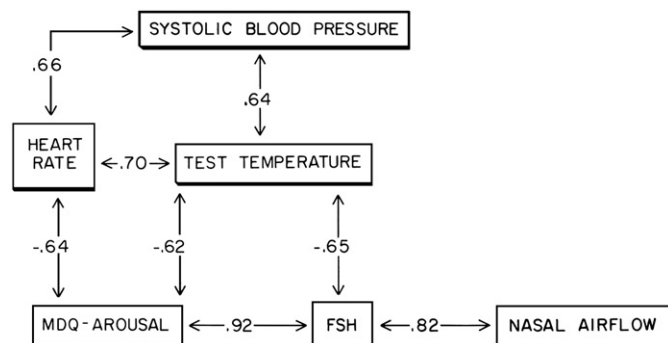 SYSTOLIC BLOOD PRESSURE
.66
.64
HEART
RATE
.70
TEST TEMPERATURE
-.64
-.62
-.65
MDQ-AROUSAL
.92
FSH
.82
NASAL AIRFLOW